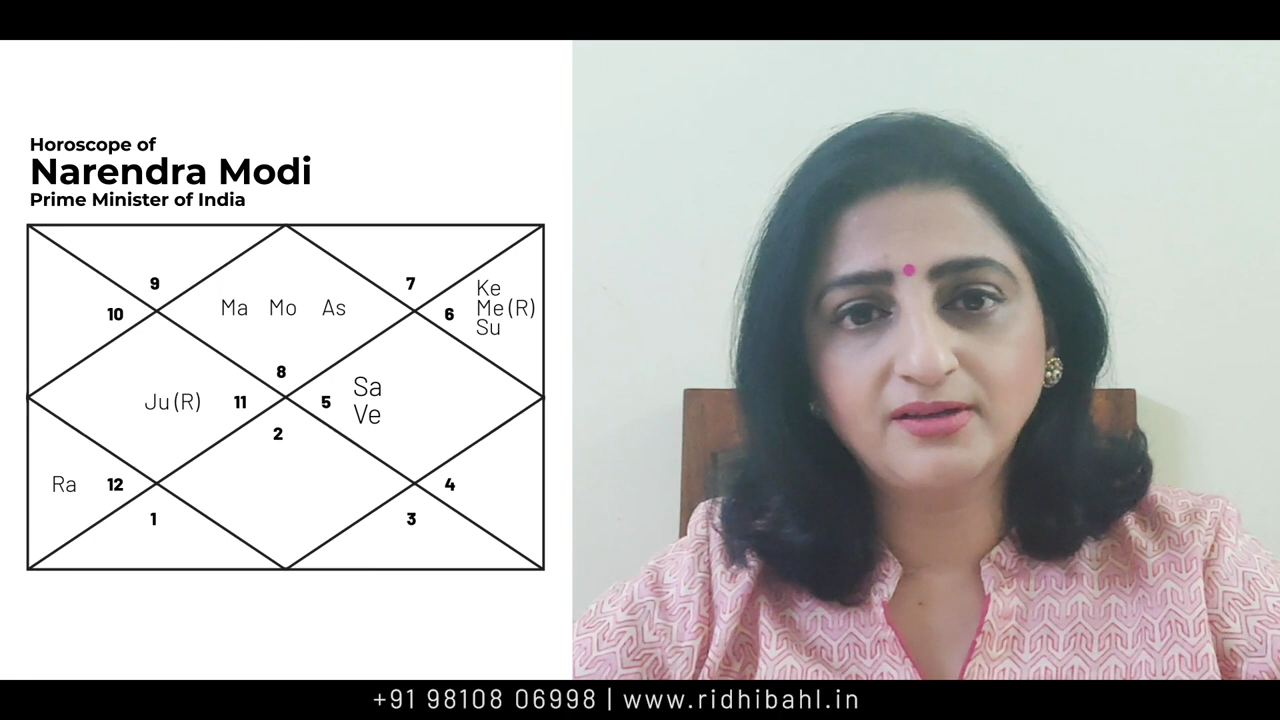 Horoscope of
Narendra Modi
Prime Minister of India
9
7
10
Ma Mo As
6
Ke
Me (R)
Su
8
Ju (R) 11
5
Sa
Ve
2
Ra 12
4
1
3
+91 98108 06998 | www.ridhibahl.in